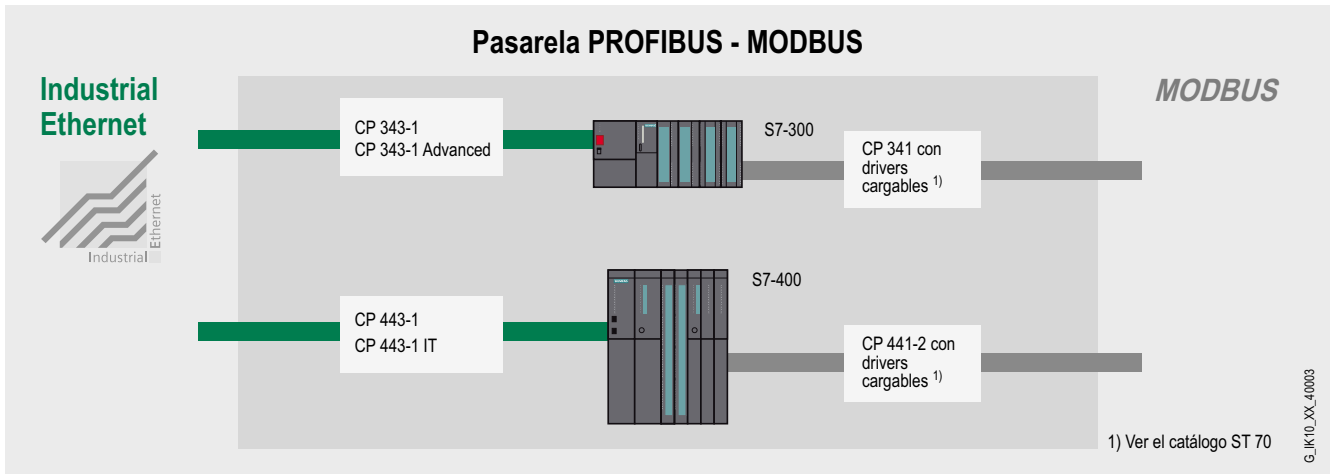 Pasarela PROFIBUS - MODBUS
Industrial
Ethernet
MODBUS
Industrial
Ethernet
CP 343-1
CP 343-1 Advanced
S7-300
CP 341 con
drivers
cargables 1)
CP 443-1
CP 443-1 IT
S7-400
CP 441-2 con
drivers
cargables 1)
1) Ver el catálogo ST 70
G_IK10_XX_40003